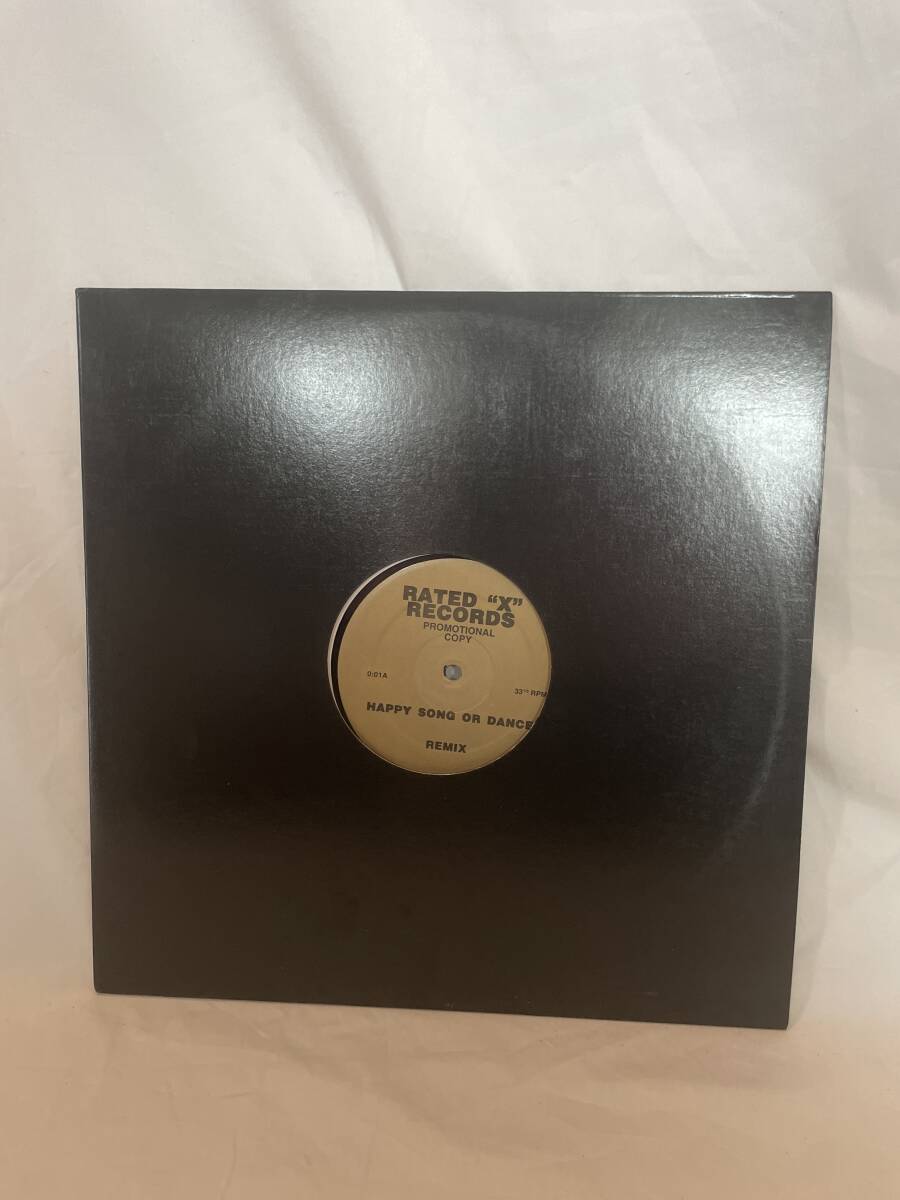 RATED “X”
RECORDS
PROMOTIONAL
COPY
0:01A
33⅓ RPM
HAPPY SONG OR DANCE
REMIX